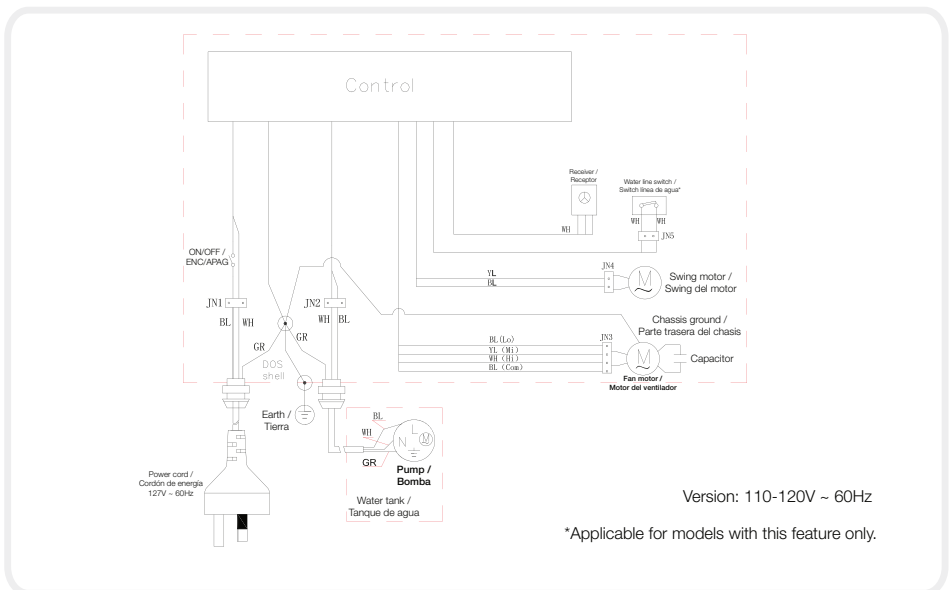 Control
Receiver /
Receptor
Water line switch /
Switch línea de agua*
WH WH
WH
JN5
ON/OFF /
ENC/APAG
JN4
YL
BL
Swing motor /
Swing del motor
JN1
JN2
BL WH
WH BL
Chassis ground /
Parte trasera del chasis
GR
GR
BL(Lo)
YL (Mi)
WH (Hi)
BL (Com)
JN3
Capacitor
DOS
shell
Fan motor /
Motor del ventilador
Earth /
Tierra
BL
WH
GR
L
N
M
M
M
Pump /
Bomba
Water tank /
Tanque de agua
Power cord /
Cordón de energía
127V ~ 60Hz
Version: 110-120V ~ 60Hz
*Applicable for models with this feature only.